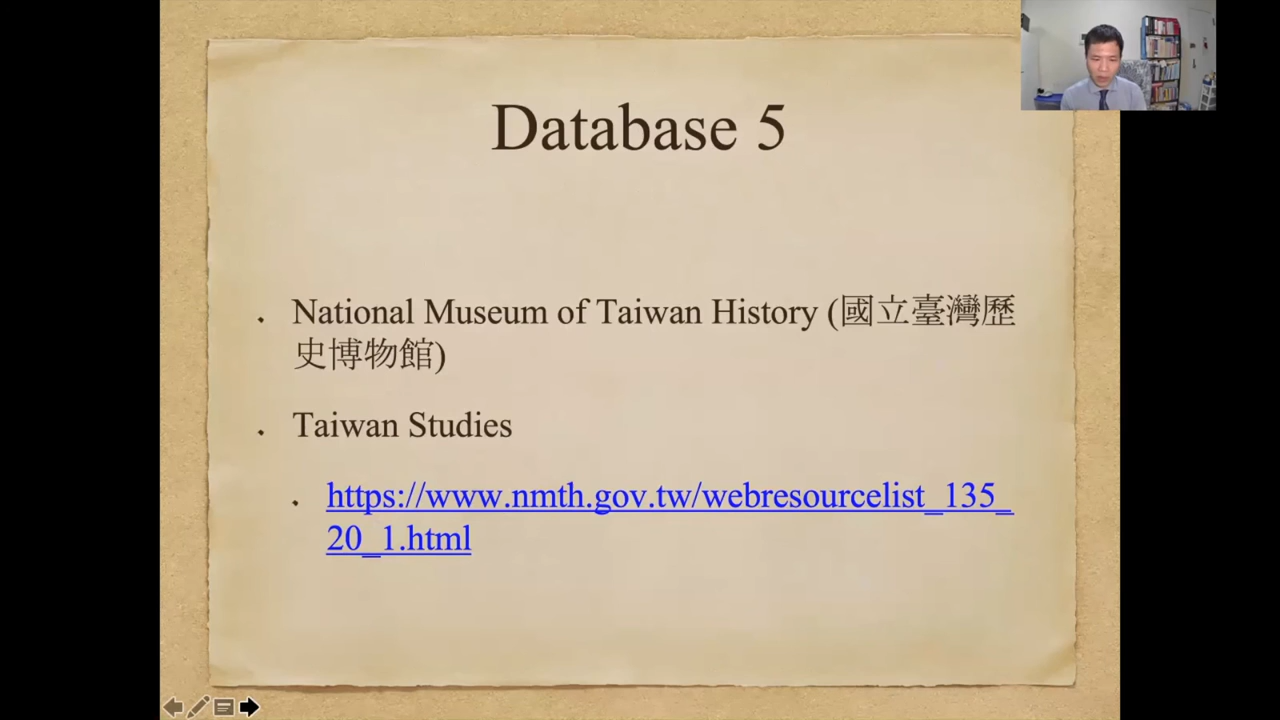 Database 5
National Museum of Taiwan History (國立臺灣歷
史博物館)
Taiwan Studies
https://www.nmth.gov.tw/webresourcelist_135_
20_1.html